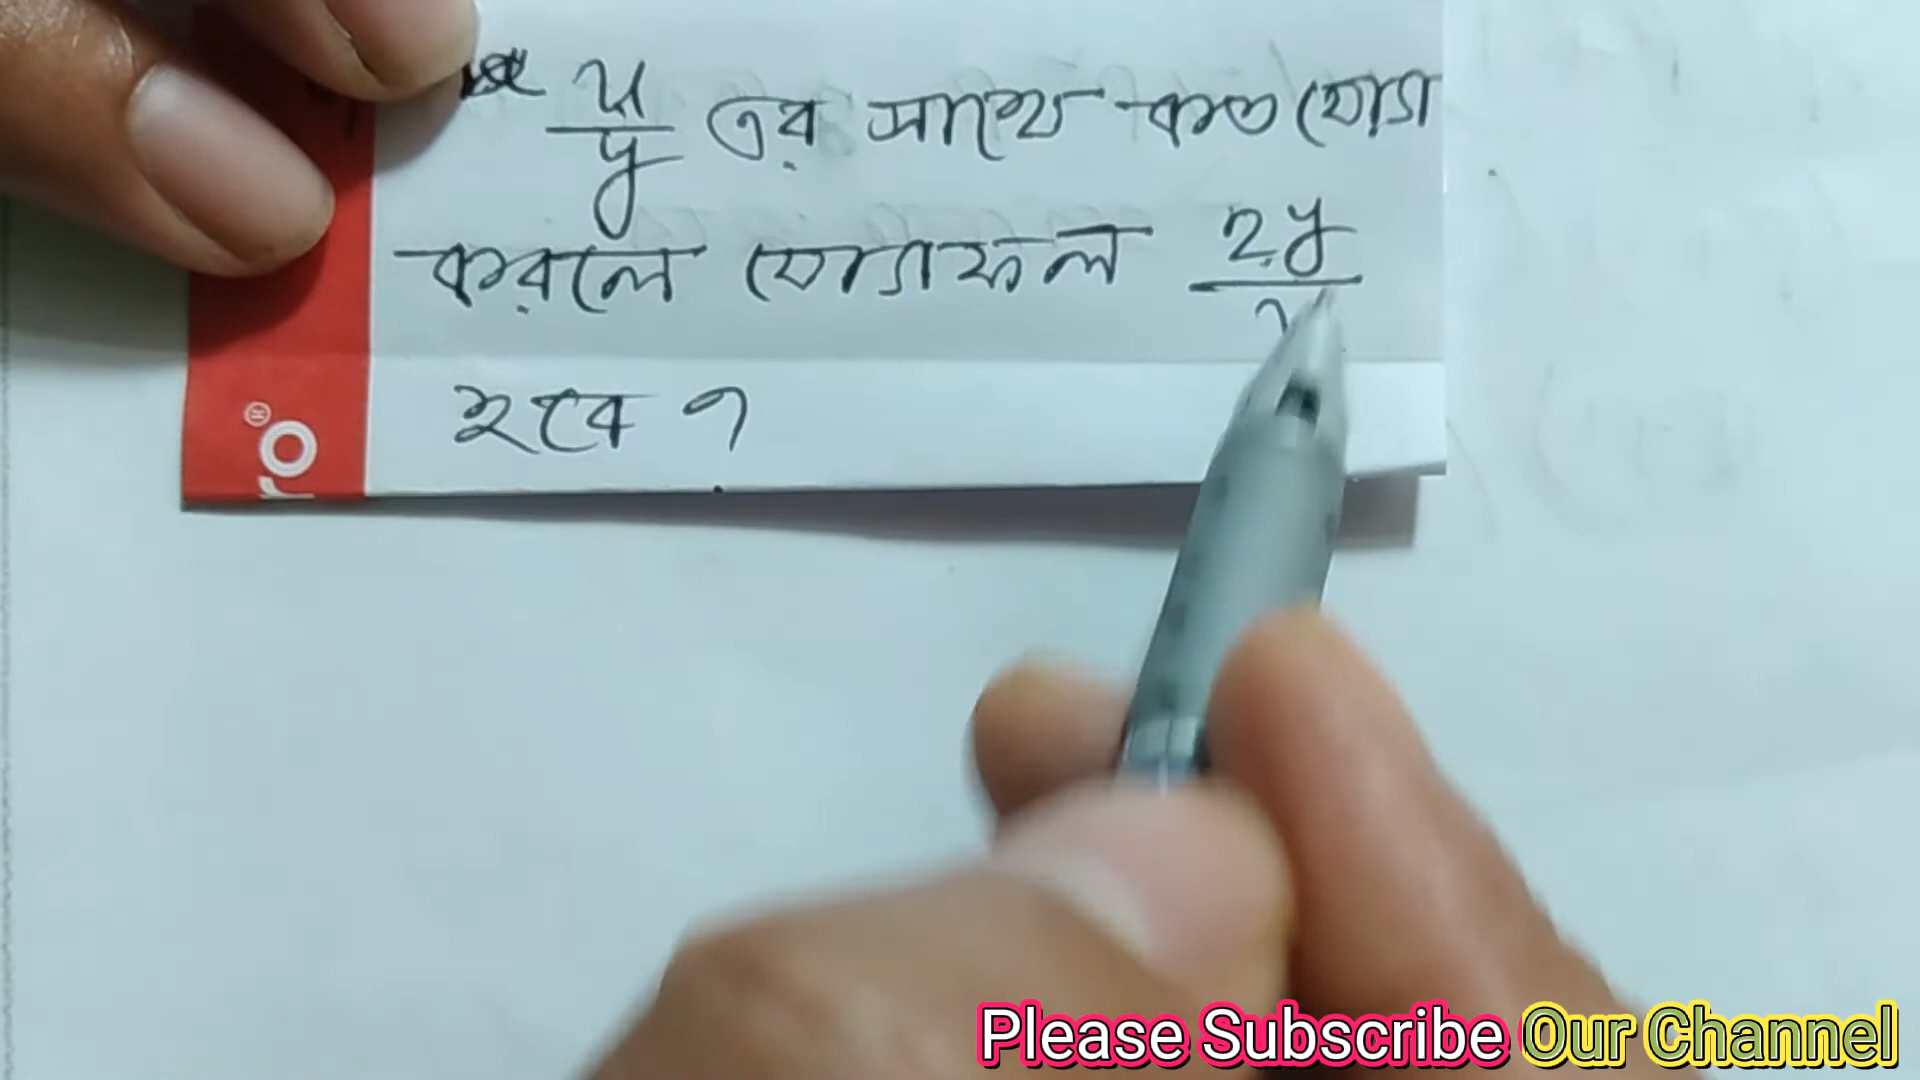 x/y এর সাথে কত যোগ
করলে যোগফল 2y/
হবে ?
ro®
Please Subscribe Our Channel